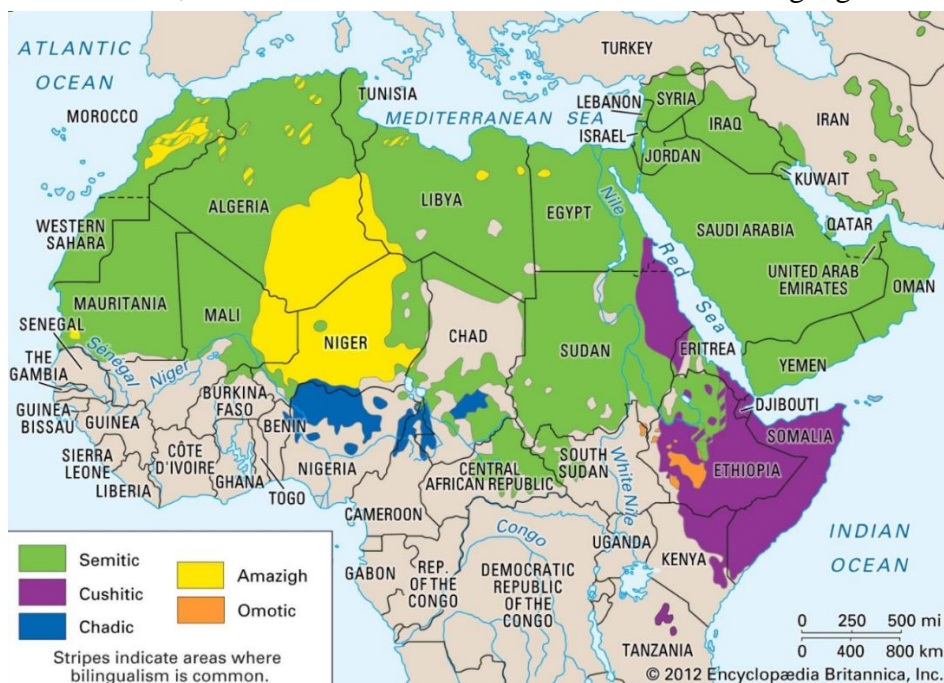 ATLANTIC
OCEAN
TURKEY
TUNISIA
MOROCCO
MEDITERRANEAN SEA
LEBANON
SYRIA
ISRAEL
IRAQ
IRAN
JORDAN
KUWAIT
ALGERIA
LIBYA
EGYPT
Nile
WESTERN
SAHARA
SAUDI ARABIA
QATAR
Red
Sea
UNITED ARAB
EMIRATES
OMAN
MAURITANIA
MALI
NIGER
CHAD
SUDAN
ERITREA
YEMEN
SENEGAL
Sénégal
THE
GAMBIA
Niger
BURKINA
FASO
BENIN
DJIBOUTI
GUINEA
BISSAU
GUINEA
SOMALIA
SIERRA
LEONE
CÔTE
D'IVOIRE
NIGERIA
SOUTH
SUDAN
White Nile
ETHIOPIA
LIBERIA
GHANA
TOGO
CENTRAL
AFRICAN REPUBLIC
CAMEROON
Congo
UGANDA
KENYA
INDIAN
OCEAN
GABON
REP.
OF THE
CONGO
DEMOCRATIC
REPUBLIC
OF THE
CONGO
TANZANIA
Semitic
Cushitic
Chadic
Amazigh
Omotic
Stripes indicate areas where
bilingualism is common.
0 250 500 mi
0 400 800 km
© 2012 Encyclopædia Britannica, Inc.